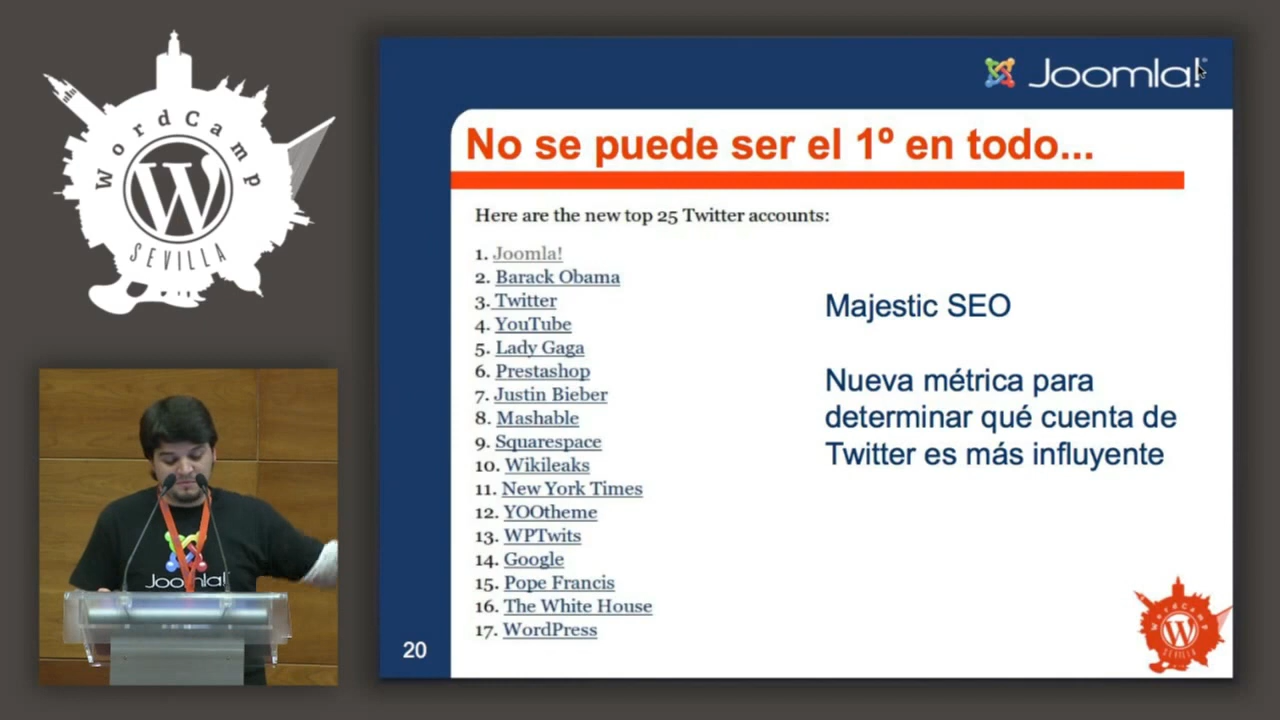 WordCamp
SEVILLA
Joomla!
No se puede ser el 1º en todo...
Here are the new top 25 Twitter accounts:
1. Joomla!
2. Barack Obama
3. Twitter
4. YouTube
5. Lady Gaga
6. Prestashop
7. Justin Bieber
8. Mashable
9. Squarespace
10. Wikileaks
11. New York Times
12. YOOtheme
13. WPTwits
14. Google
15. Pope Francis
16. The White House
17. WordPress
Majestic SEO
Nueva métrica para
determinar qué cuenta de
Twitter es más influyente
Joomla!
20
WordCamp
SEVILLA